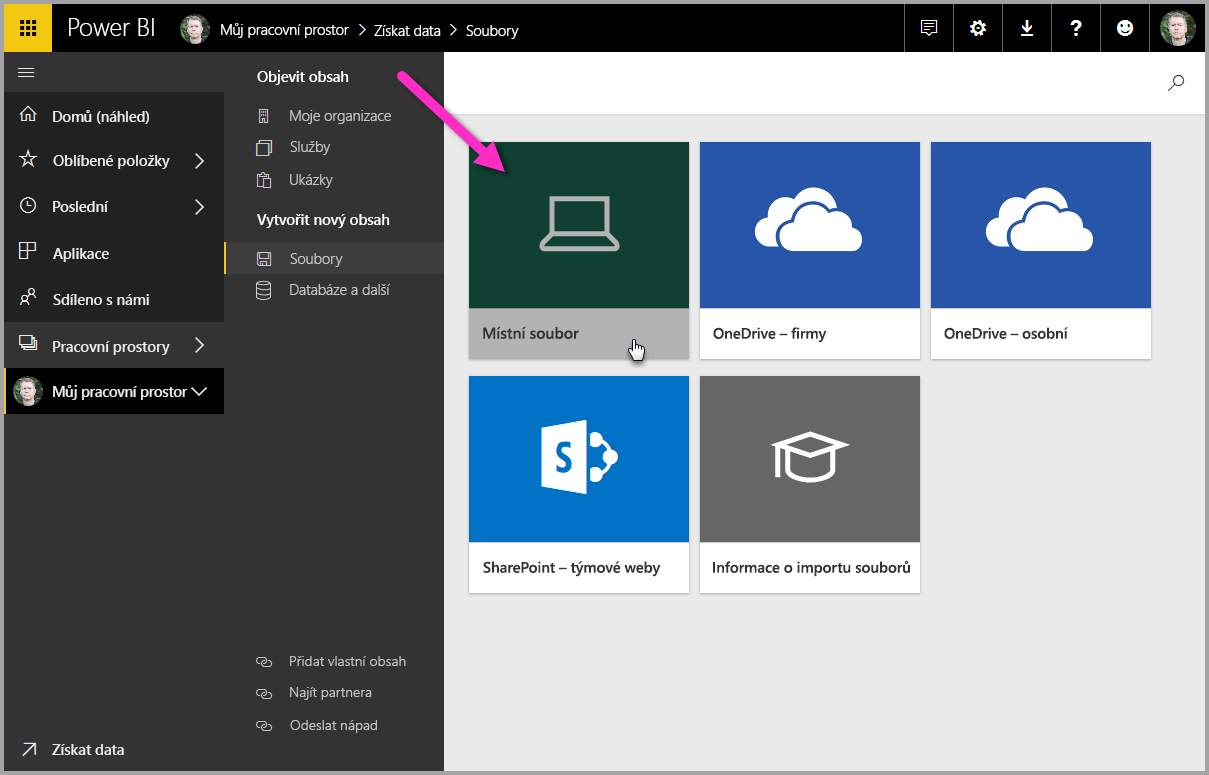 Power BI
Můj pracovní prostor > Získat data > Soubory
Domů (náhled)
Oblíbené položky
Poslední
Aplikace
Sdíleno s námi
Pracovní prostory
Můj pracovní prostor
Získat data
Objevit obsah
Moje organizace
Služby
Ukázky
Vytvořit nový obsah
Soubory
Databáze a další
Přidat vlastní obsah
Najít partnera
Odeslat nápad
Místní soubor
OneDrive – firmy
OneDrive – osobní
S
SharePoint – týmové weby
Informace o importu souborů